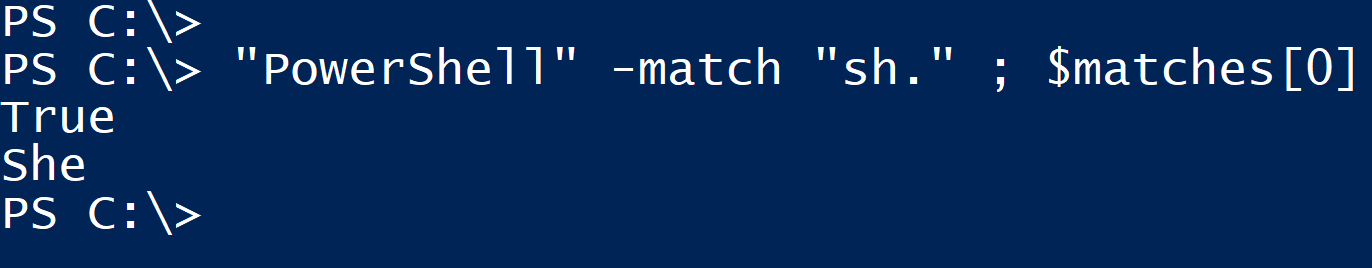 PS C:\>
PS C:\> "PowerShell" -match "sh." ; $matches[0]
True
She
PS C:\>